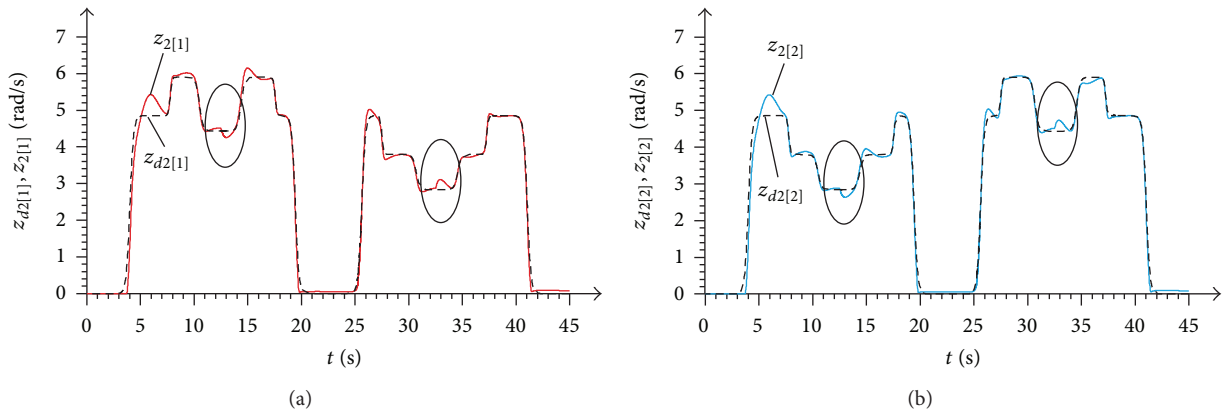 z_{d2[1]}, z_{2[1]} (rad/s)
7
6
5
4
3
2
1
0
z_{2[1]}
z_{d2[1]}
0 5 10 15 20 25 30 35 40 45
t (s)
(a)
z_{d2[2]}, z_{2[2]} (rad/s)
7
6
5
4
3
2
1
0
z_{2[2]}
z_{d2[2]}
0 5 10 15 20 25 30 35 40 45
t (s)
(b)